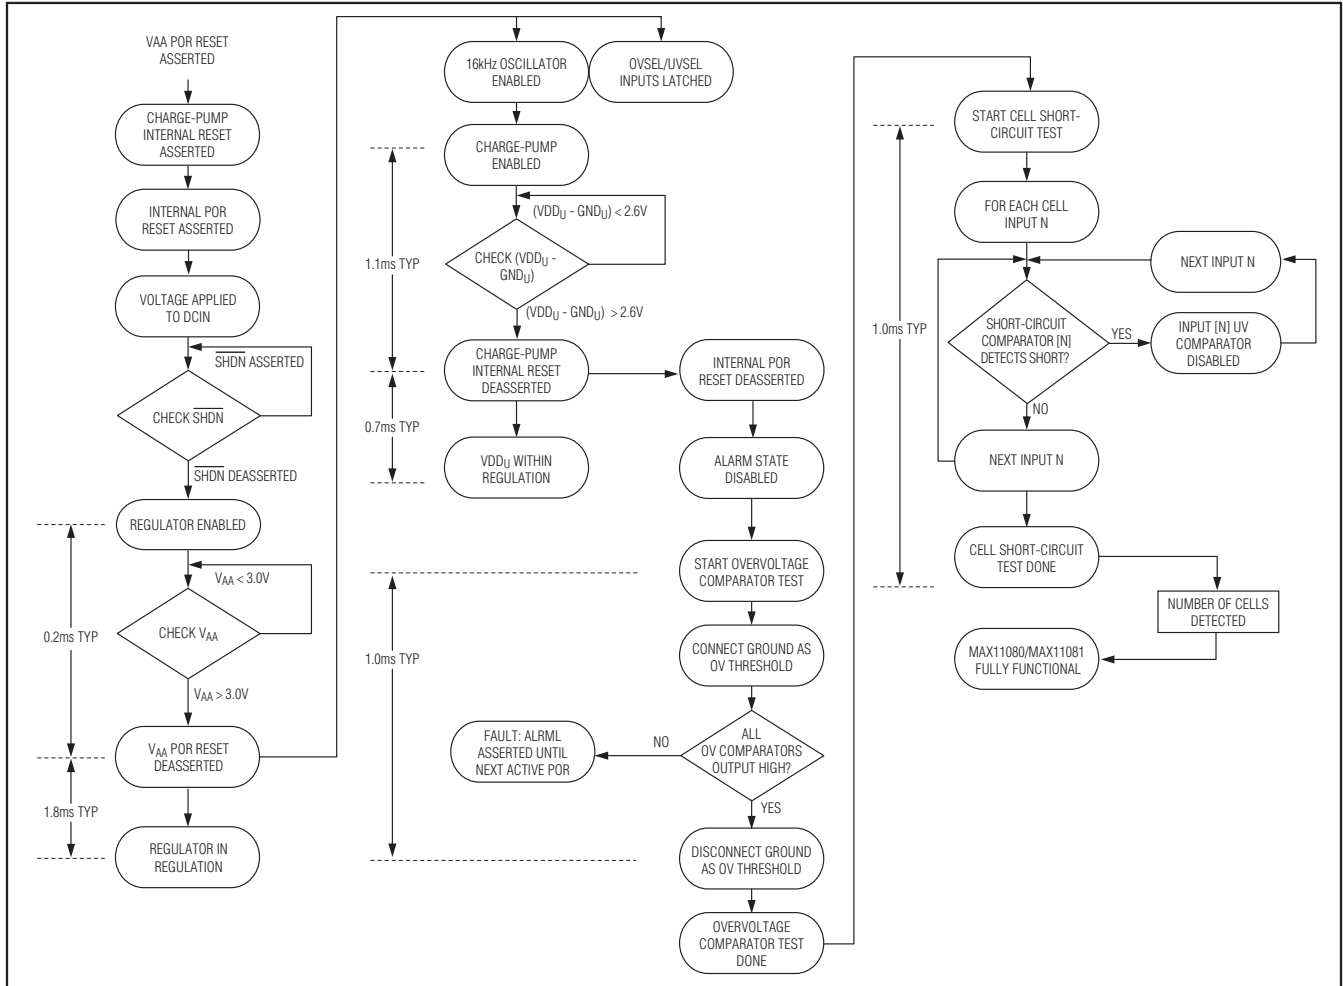 VAA POR RESET
ASSERTED
CHARGE-PUMP
INTERNAL RESET
ASSERTED
INTERNAL POR
RESET ASSERTED
VOLTAGE APPLIED
TO DCIN
SHDN ASSERTED
CHECK SHDN
SHDN DEASSERTED
REGULATOR ENABLED
VAA < 3.0V
0.2ms TYP
CHECK VAA
VAA > 3.0V
VAA POR RESET
DEASSERTED
1.8ms TYP
REGULATOR IN
REGULATION
16kHz OSCILLATOR
ENABLED
OVSEL/UVSEL
INPUTS LATCHED
CHARGE-PUMP
ENABLED
(VDDU - GNDU) < 2.6V
1.1ms TYP
CHECK (VDDU -
GNDU)
(VDDU - GNDU) > 2.6V
CHARGE-PUMP
INTERNAL RESET
DEASSERTED
0.7ms TYP
VDDU WITHIN
REGULATION
INTERNAL POR
RESET DEASSERTED
ALARM STATE
DISABLED
START OVERVOLTAGE
COMPARATOR TEST
1.0ms TYP
CONNECT GROUND AS
OV THRESHOLD
ALL
OV COMPARATORS
OUTPUT HIGH?
NO
FAULT: ALRML
ASSERTED UNTIL
NEXT ACTIVE POR
YES
DISCONNECT GROUND
AS OV THRESHOLD
OVERVOLTAGE
COMPARATOR TEST
DONE
START CELL SHORT-
CIRCUIT TEST
FOR EACH CELL
INPUT N
NEXT INPUT N
1.0ms TYP
SHORT-CIRCUIT
COMPARATOR [N]
DETECTS SHORT?
YES
INPUT [N] UV
COMPARATOR
DISABLED
NO
NEXT INPUT N
CELL SHORT-CIRCUIT
TEST DONE
NUMBER OF CELLS
DETECTED
MAX11080/MAX11081
FULLY FUNCTIONAL